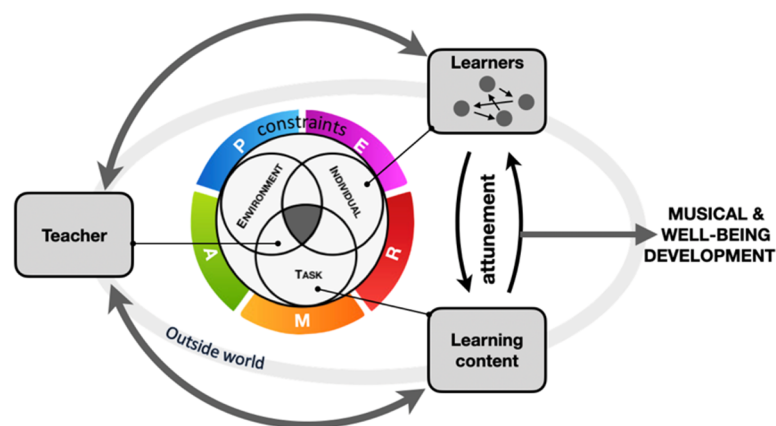 Learners
constraints
P
E
ENVIRONMENT
INDIVIDUAL
attunement
MUSICAL &
WELL-BEING
DEVELOPMENT
Teacher
A
R
TASK
M
Outside world
Learning
content